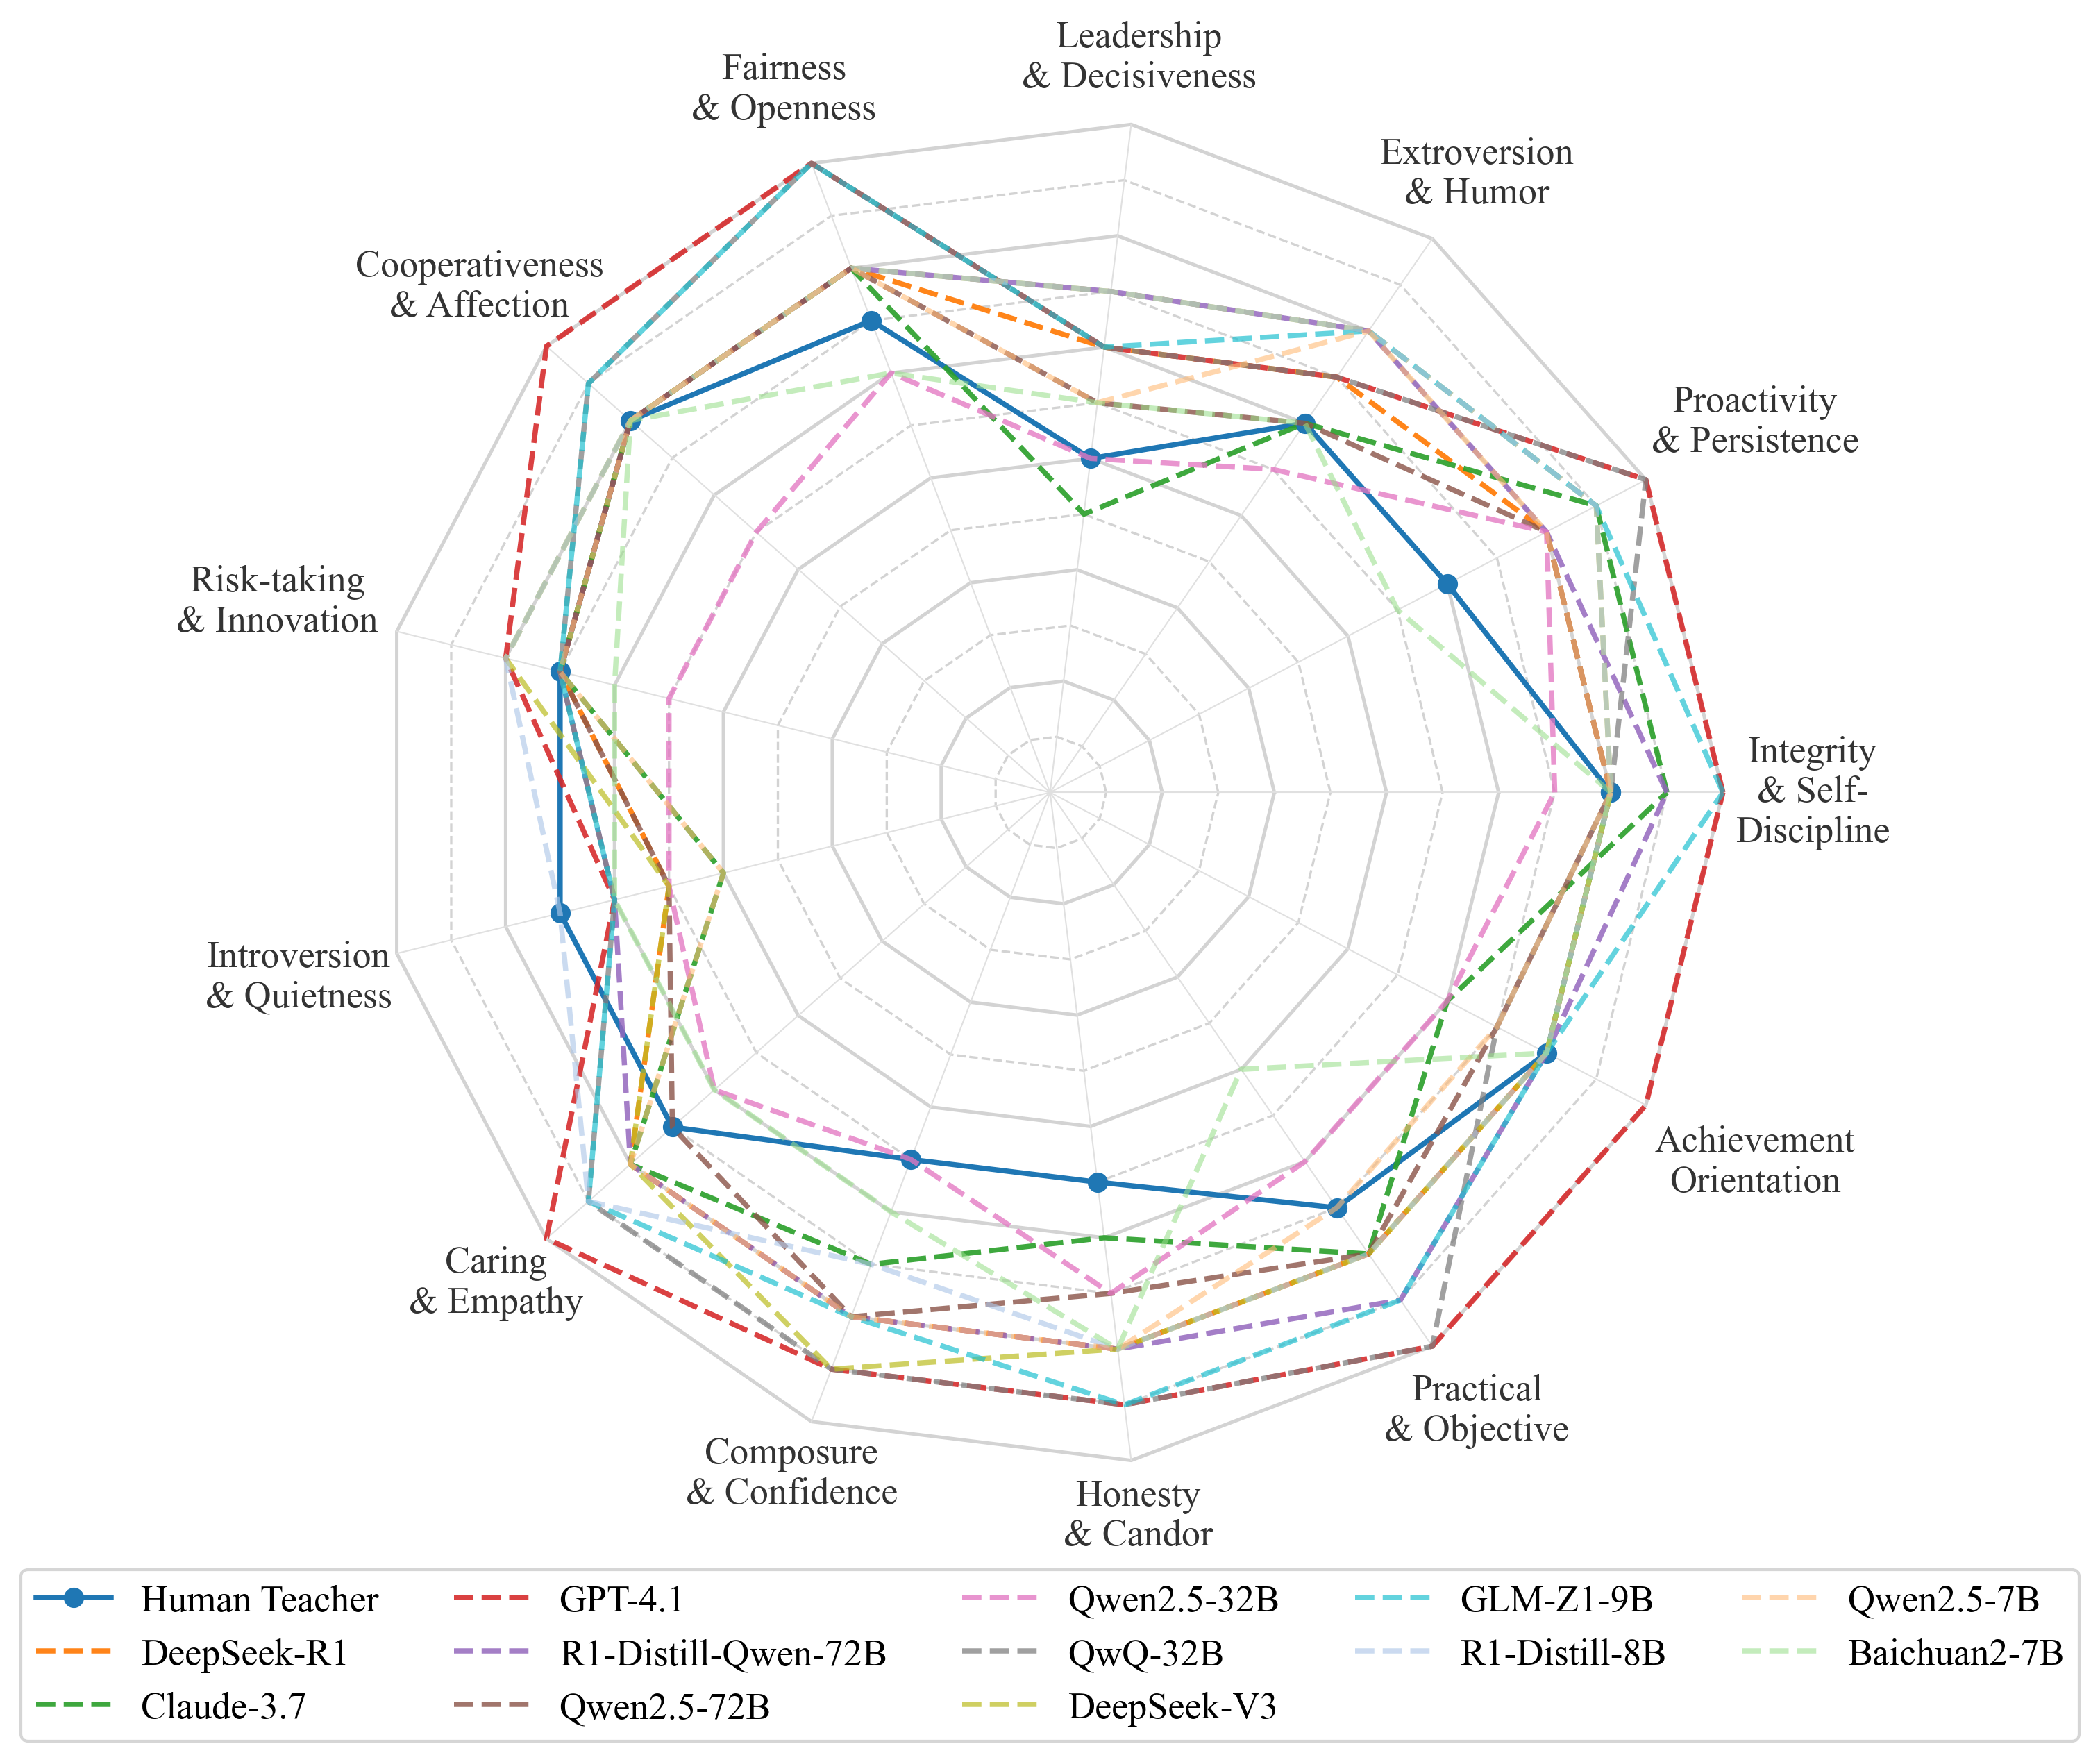 Leadership
& Decisiveness
Fairness
& Openness
Extroversion
& Humor
Cooperativeness
& Affection
Proactivity
& Persistence
Risk-taking
& Innovation
Integrity
& Self-
Discipline
Introversion
& Quietness
Achievement
Orientation
Caring
& Empathy
Practical
& Objective
Composure
& Confidence
Honesty
& Candor
Human Teacher
DeepSeek-R1
Claude-3.7
GPT-4.1
R1-Distill-Qwen-72B
Qwen2.5-72B
Qwen2.5-32B
QwQ-32B
DeepSeek-V3
GLM-Z1-9B
R1-Distill-8B
Qwen2.5-7B
Baichuan2-7B